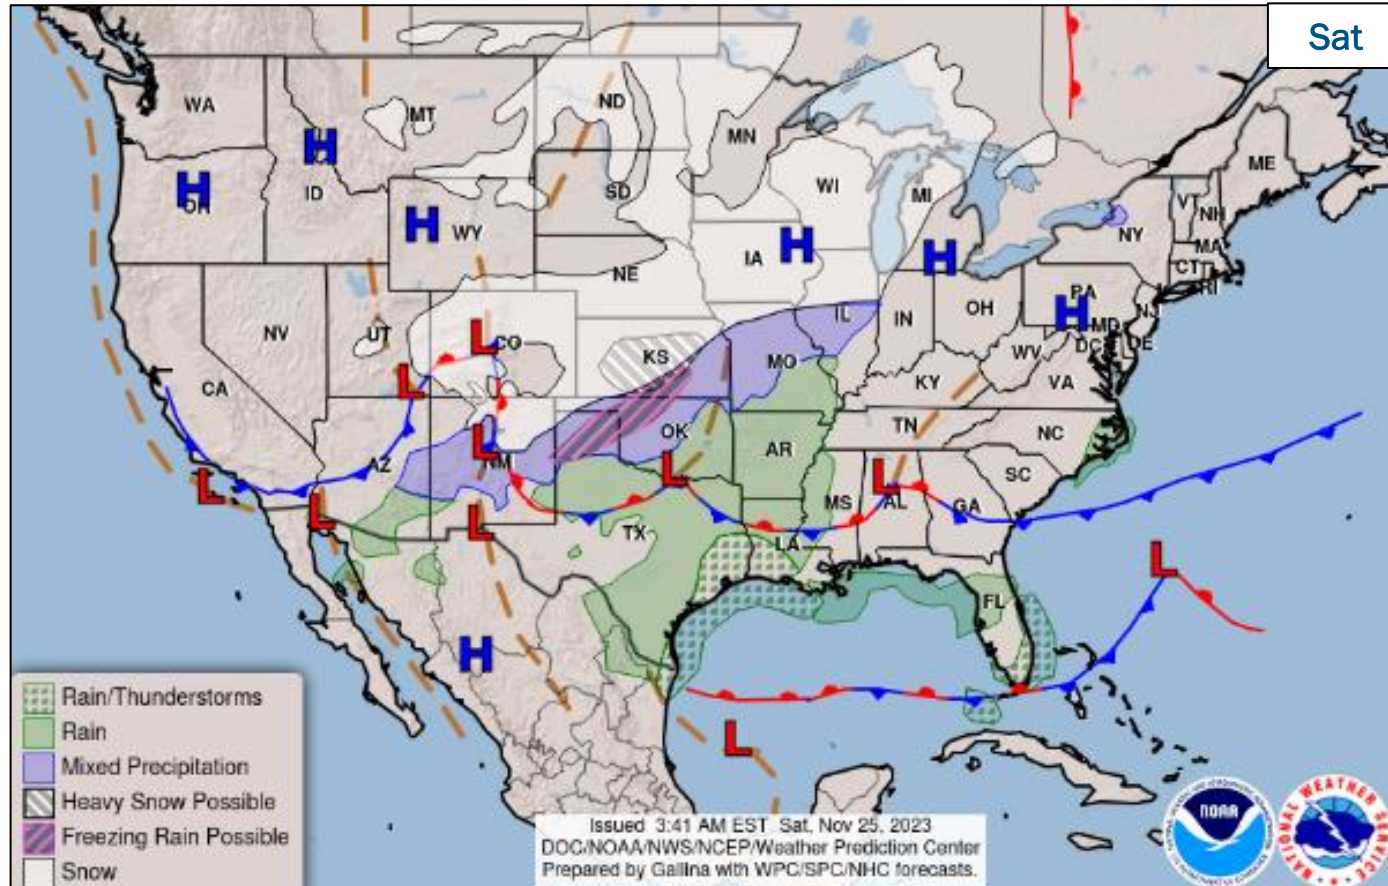 Sat
WA
MT
ND
MN
ME
OR
ID
SD
WI
MI
VT
NH
NY
MA
CT
RI
WY
IA
NE
PA
NJ
OH
IN
IL
MD
DE
DC
NV
UT
CO
KS
MO
WV
VA
KY
CA
AZ
NM
OK
AR
TN
NC
SC
MS
AL
GA
TX
LA
FL
H
H
H
H
H
H
H
L
L
L
L
L
L
L
L
L
L
Rain/Thunderstorms
Rain
Mixed Precipitation
Heavy Snow Possible
Freezing Rain Possible
Snow
Issued 3:41 AM EST Sat, Nov 25, 2023
DOC/NOAA/NWS/NCEP/Weather Prediction Center
Prepared by Gallina with WPC/SPC/NHC forecasts.
NOAA
NATIONAL WEATHER SERVICE